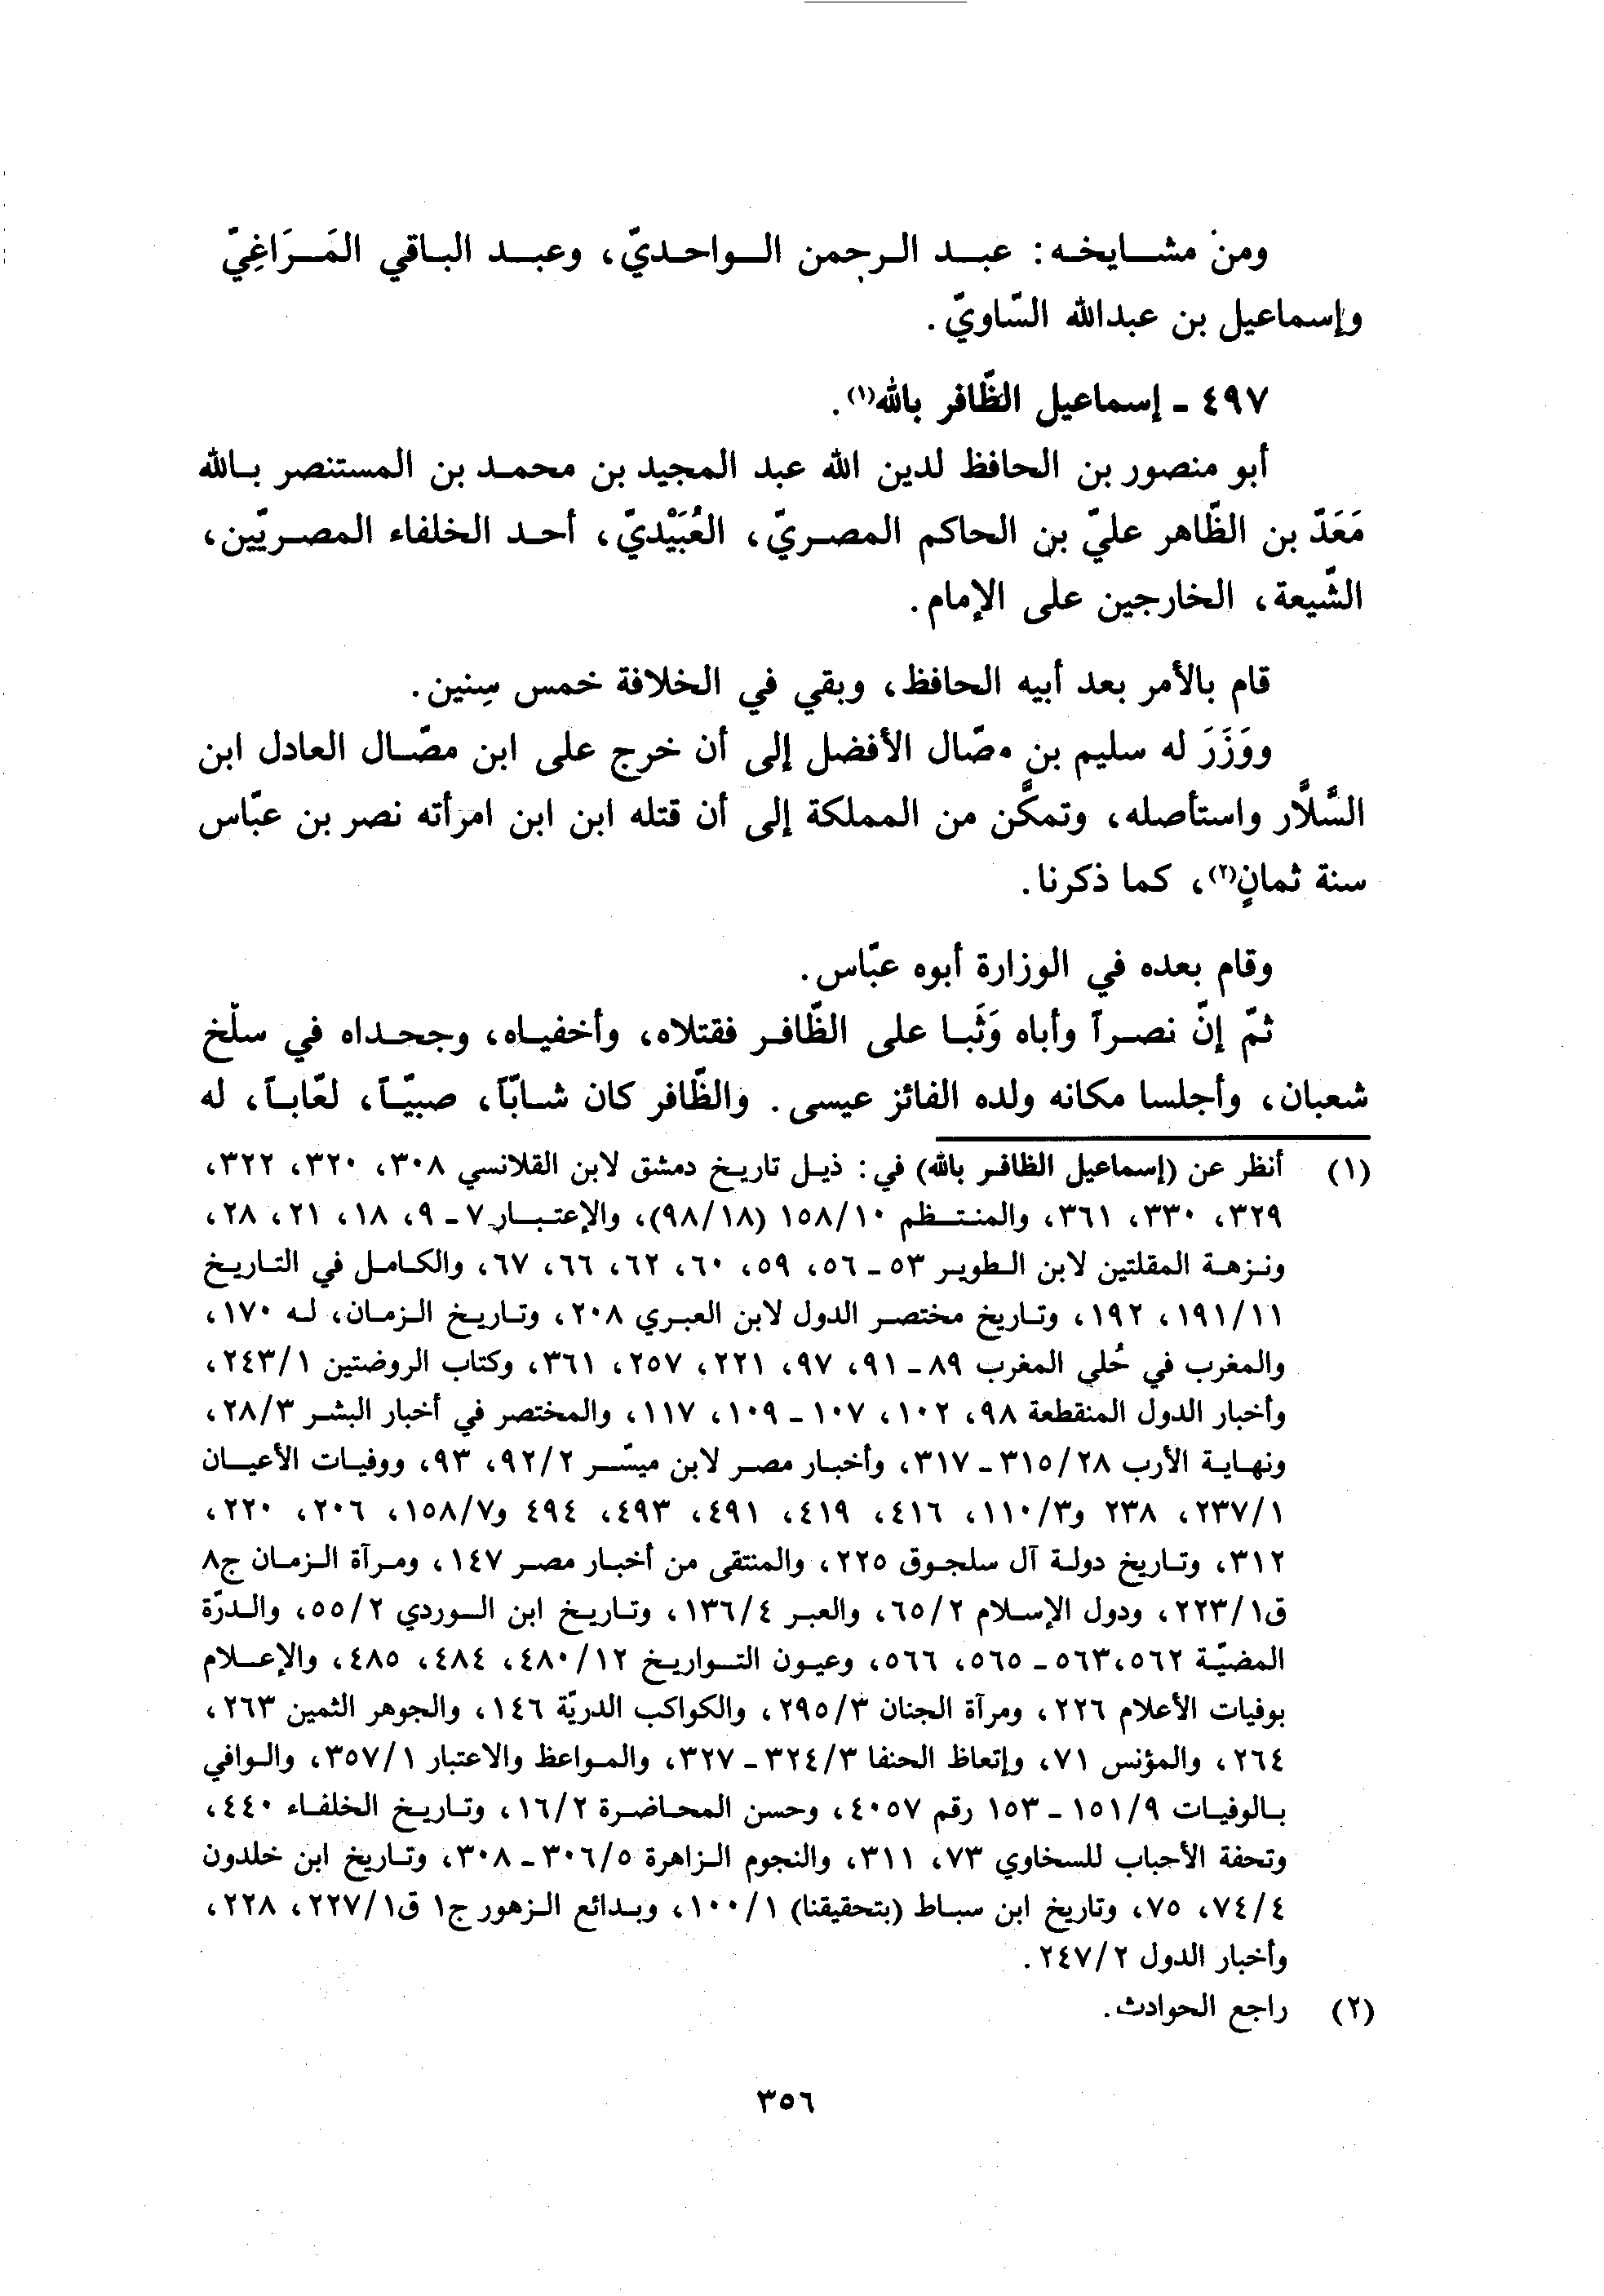 ومن مشايخه: عبد الرحمن الواحديّ، وعبد الباقي المَرَاغِيّ
وإسماعيل بن عبدالله السّاويّ.
٤٩٧ - إسماعيل الظّافر بالله(١).
أبو منصور بن الحافظ لدين الله عبد المجيد بن محمد بن المستنصر بالله
مَعَدّ بن الظّاهر عليّ بن الحاكم المصريّ، العُبَيْديّ، أحد الخلفاء المصريّين،
الشّيعة، الخارجين على الإمام.
قام بالأمر بعد أبيه الحافظ، وبقي في الخلافة خمس سِنين.
ووَزَرَ له سليم بن مصّال الأفضل إلى أن خرج على ابن مصّال العادل ابن
السَّلاَّر واستأصله، وتمكَّن من المملكة إلى أن قتله ابن ابن امرأته نصر بن عبّاس
سنة ثمانٍ(٢)، كما ذكرنا.
وقام بعده في الوزارة أبوه عبّاس.
ثمّ إنّ نصراً وأباه وَثَبا على الظّافر فقتلاه، وأخفياه، وجحداه في سلْخ
شعبان، وأجلسا مكانه ولده الفائز عيسى. والظّافر كان شابّاً، صبيّاً، لعّاباً، له
(١) أنظر عن (إسماعيل الظافر بالله) في: ذيل تاريخ دمشق لابن القلانسي ٣٠٨، ٣٢٠، ٣٢٢،
٣٢٩، ٣٣٠، ٣٦١، والمنتظم ١٥٨/١٠ (٩٨/١٨)، والإعتبار ٧ - ٩، ١٨، ٢١، ٢٨،
ونزهة المقلتين لابن الطوير ٥٣ - ٥٦، ٥٩، ٦٠، ٦٢، ٦٦، ٦٧، والكامل في التاريخ
١٩١/١١، ١٩٢، وتاريخ مختصر الدول لابن العبري ٢٠٨، وتاريخ الزمان، له ١٧٠،
والمغرب في حُلي المغرب ٨٩ - ٩١، ٩٧، ٢٢١، ٢٥٧، ٣٦١، وكتاب الروضتين ٢٤٣/١،
وأخبار الدول المنقطعة ٩٨، ١٠٢، ١٠٧ - ١٠٩، ١١٧، والمختصر في أخبار البشر ٢٨/٣،
ونهاية الأرب ٣١٥/٢٨ - ٣١٧، وأخبار مصر لابن ميسّر ٩٢/٢، ٩٣، ووفيات الأعيان
٢٣٧/١، ٢٣٨ و١١٠/٣، ٤١٦، ٤١٩، ٤٩١، ٤٩٣، ٤٩٤ و١٥٨/٧، ٢٠٦، ٢٢٠،
٣١٢، وتاريخ دولة آل سلجوق ٢٢٥، والمنتقى من أخبار مصر ١٤٧، ومرآة الزمان ج٨
ق٢٢٣/١، ودول الإسلام ٦٥/٢، والعبر ١٣٦/٤، وتاريخ ابن الوردي ٥٥/٢، والدرّة
المضيّة ٥٦٢،٥٦٣ - ٥٦٥، ٥٦٦، وعيون التواريخ ٤٨٠/١٢، ٤٨٤، ٤٨٥، والإعلام
بوفيات الأعلام ٢٢٦، ومرآة الجنان ٢٩٥/٣، والكواكب الدريّة ١٤٦، والجوهر الثمين ٢٦٣،
٢٦٤، والمؤنس ٧١، وإتعاظ الحنفا ٣٢٤/٣ - ٣٢٧، والمواعظ والاعتبار ٣٥٧/١، والوافي
بالوفيات ١٥١/٩ - ١٥٣ رقم ٤٠٥٧، وحسن المحاضرة ١٦/٢، وتاريخ الخلفاء ٤٤٠،
وتحفة الأحباب للسخاوي ٧٣، ٣١١، والنجوم الزاهرة ٣٠٦/٥ - ٣٠٨، وتاريخ ابن خلدون
٧٤/٤، ٧٥، وتاريخ ابن سباط (بتحقيقنا) ١٠٠/١، وبدائع الزهور ج١ ق٢٢٧/١، ٢٢٨،
وأخبار الدول ٢٤٧/٢.
(٢) راجع الحوادث.
٣٥٦